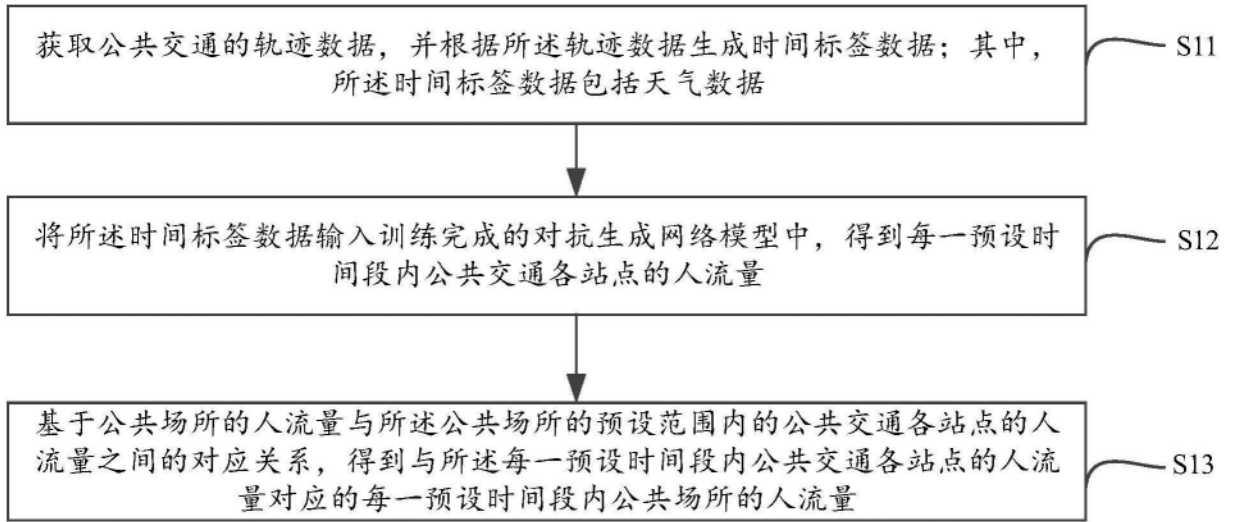 获取公共交通的轨迹数据，并根据所述轨迹数据生成时间标签数据；其中，
所述时间标签数据包括天气数据
S11
将所述时间标签数据输入训练完成的对抗生成网络模型中，得到每一预设时
间段内公共交通各站点的人流量
S12
基于公共场所的人流量与所述公共场所的预设范围内的公共交通各站点的人
流量之间的对应关系，得到与所述每一预设时间段内公共交通各站点的人流
量对应的每一预设时间段内公共场所的人流量
S13